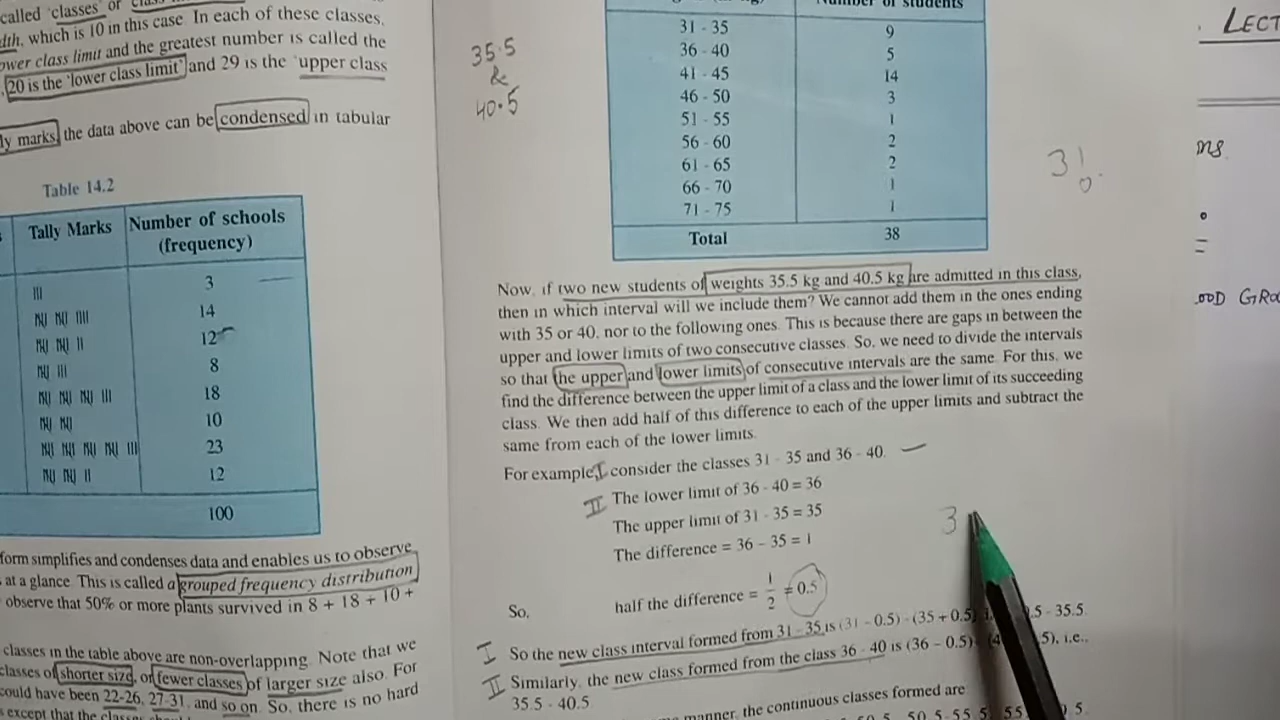 called 'classes' or
dth, which is 10 in this case. In each of these classes,
ower class limit and the greatest number is called the
20 is the 'lower class limit' and 29 is the 'upper class
ly marks, the data above can be condensed in tabular
Table 14.2
Tally Marks Number of schools
(frequency)
3
14
12
8
18
10
23
12
100
form simplifies and condenses data and enables us to observe
at a glance. This is called a grouped frequency distribution
observe that 50% or more plants survived in 8 + 18 + 10 +
classes in the table above are non-overlapping. Note that we
classes of shorter size, or fewer classes of larger size also. For
could have been 22-26, 27-31, and so on. So, there is no hard
35.5
&
40.5
Number of students
31 - 35 9
36 - 40 5
41 - 45 14
46 - 50 3
51 - 55 1
56 - 60 2
61 - 65 2
66 - 70 1
71 - 75 1
Total 38
Now, if two new students of weights 35.5 kg and 40.5 kg are admitted in this class,
then in which interval will we include them? We cannot add them in the ones ending
with 35 or 40, nor to the following ones. This is because there are gaps in between the
upper and lower limits of two consecutive classes. So, we need to divide the intervals
so that the upper and lower limits of consecutive intervals are the same. For this, we
find the difference between the upper limit of a class and the lower limit of its succeeding
class. We then add half of this difference to each of the upper limits and subtract the
same from each of the lower limits.
For example, I consider the classes 31 - 35 and 36 - 40.
II The lower limit of 36 - 40 = 36
The upper limit of 31 - 35 = 35
The difference = 36 - 35 = 1
So, half the difference = 1/2 = 0.5
I So the new class interval formed from 31 - 35 is (31 - 0.5) - (35 + 0.5), .5 - 35.5.
II Similarly, the new class formed from the class 36 - 40 is (36 - 0.5) - .5), i.e.,
35.5 - 40.5
manner, the continuous classes formed are
3
LECT